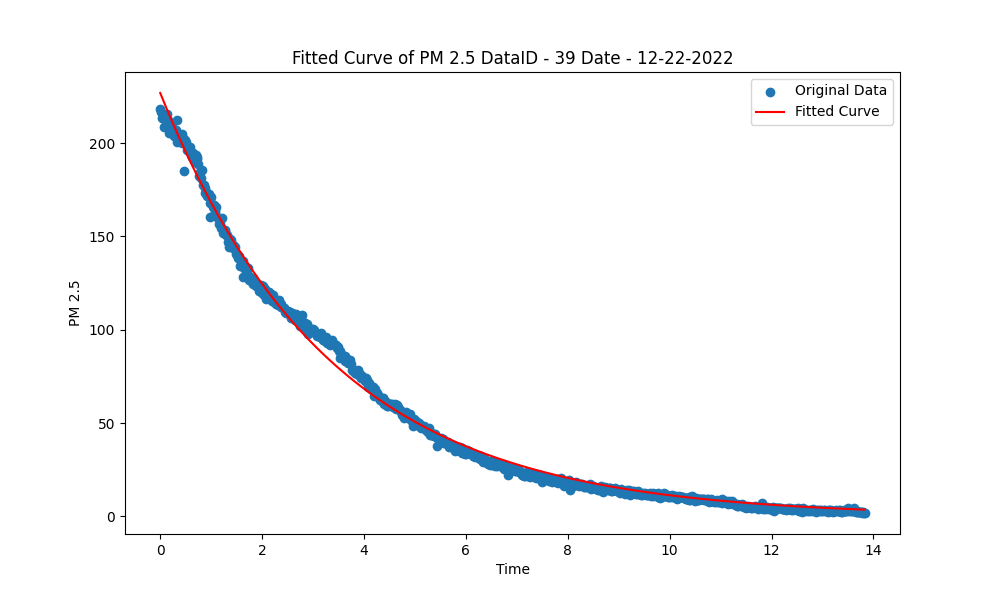 Fitted Curve of PM 2.5 DataID - 39 Date - 12-22-2022
Original Data
Fitted Curve
200
150
100
50
0
PM 2.5
0 2 4 6 8 10 12 14
Time